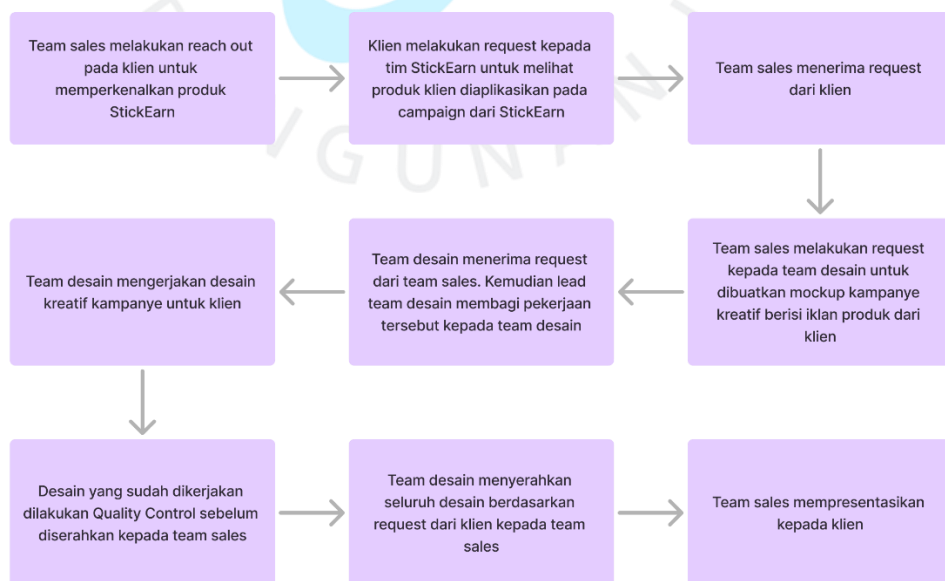 Team sales melakukan reach out
pada klien untuk
memperkenalkan produk
StickEarn
Klien melakukan request kepada
tim StickEarn untuk melihat
produk klien diaplikasikan pada
campaign dari StickEarn
Team sales menerima request
dari klien
Team sales melakukan request
kepada team desain untuk
dibuatkan mockup kampanye
kreatif berisi iklan produk dari
klien
Team desain menerima request
dari team sales. Kemudian lead
team desain membagi pekerjaan
tersebut kepada team desain
Team desain mengerjakan desain
kreatif kampanye untuk klien
Desain yang sudah dikerjakan
dilakukan Quality Control sebelum
diserahkan kepada team sales
Team desain menyerahkan
seluruh desain berdasarkan
request dari klien kepada team
sales
Team sales mempresentasikan
kepada klien